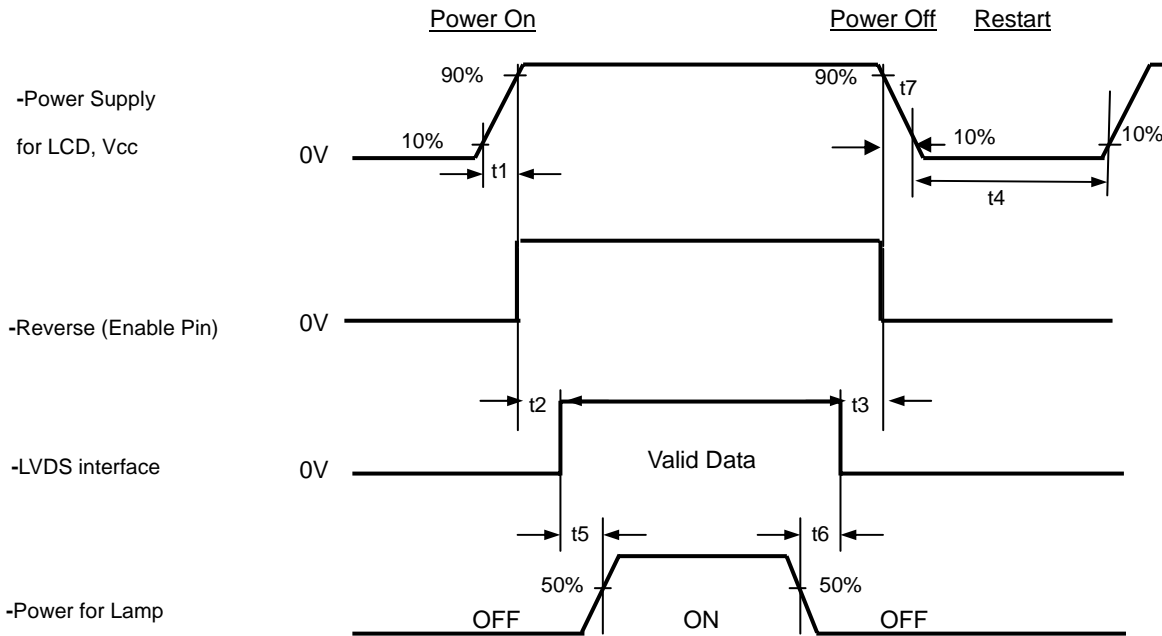 Power On
Power Off
Restart
90%
90%
t7
-Power Supply
for LCD, Vcc
10%
10%
10%
0V
t1
t4
-Reverse (Enable Pin)
0V
t2
t3
-LVDS interface
0V
Valid Data
t5
t6
50%
50%
-Power for Lamp
OFF
ON
OFF